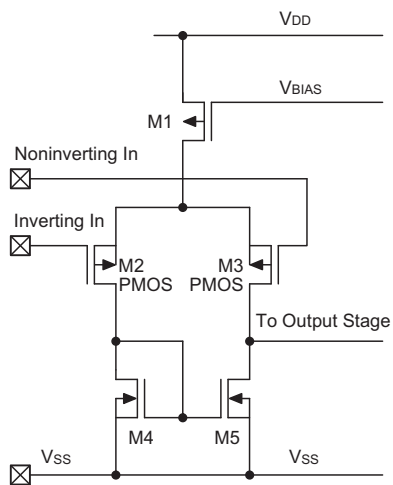 VDD
VBIAS
M1
Noninverting In
Inverting In
M2
PMOS
M3
PMOS
To Output Stage
M4
M5
VSS
VSS